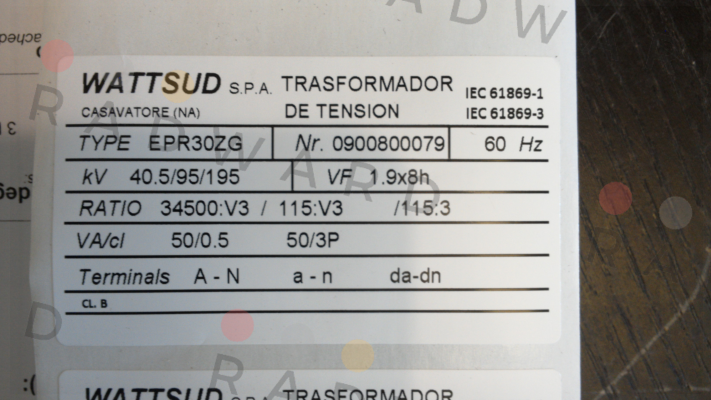 WATTSUD S.P.A. TRASFORMADOR IEC 61869-1
CASAVATORE (NA) DE TENSION IEC 61869-3
TYPE EPR30ZG Nr. 0900800079 60 Hz
kV 40.5/95/195 VF 1.9x8h
RATIO 34500:V3 / 115:V3 /115:3
VA/cl 50/0.5 50/3P
Terminals A - N a - n da-dn
CL. B
WATTSUD S.P.A. TRASFORMADOR
RADWARD